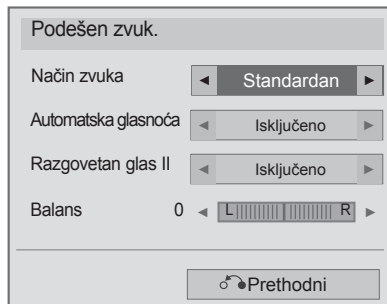 Podešen zvuk.
Način zvuka ◄ Standardan ►
Automatska glasnoća ◄ Isključeno ►
Razgovetan glas II ◄ Isključeno ►
Balans 0 ◄ L R ►
Prethodni